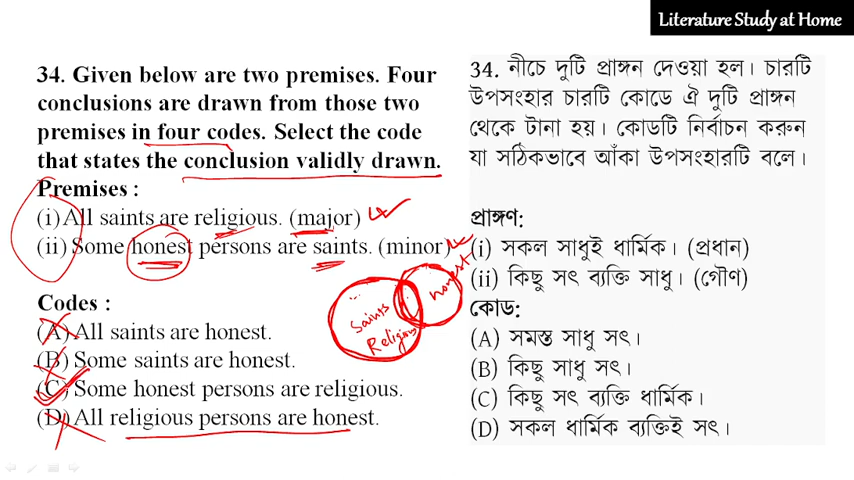 Literature Study at Home
34. Given below are two premises. Four
conclusions are drawn from those two
premises in four codes. Select the code
that states the conclusion validly drawn.
Premises :
(i) All saints are religious. (major)
(ii) Some honest persons are saints. (minor)
Codes :
(A) All saints are honest.
(B) Some saints are honest.
(C) Some honest persons are religious.
(D) All religious persons are honest.
Saints
Religious
honest
34. নীচে দুটি প্রাঙ্গন দেওয়া হল। চারটি
উপসংহার চারটি কোডে ঐ দুটি প্রাঙ্গন
থেকে টানা হয়। কোডটি নির্বাচন করুন
যা সঠিকভাবে আঁকা উপসংহারটি বলে।
প্রাঙ্গণ:
(i) সকল সাধুই ধার্মিক। (প্রধান)
(ii) কিছু সৎ ব্যক্তি সাধু। (গৌণ)
কোড:
(A) সমস্ত সাধু সৎ.
(B) কিছু সাধু সৎ.
(C) কিছু সৎ ব্যক্তি ধার্মিক।
(D) সকল ধার্মিক ব্যক্তিই সৎ।